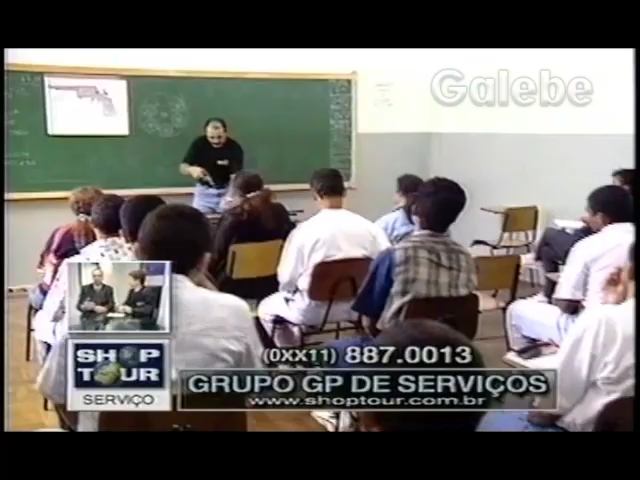 Galebe
(0XX11) 887.0013
SHOP
TOUR
SERVIÇO
GRUPO GP DE SERVIÇOS
www.shoptour.com.br